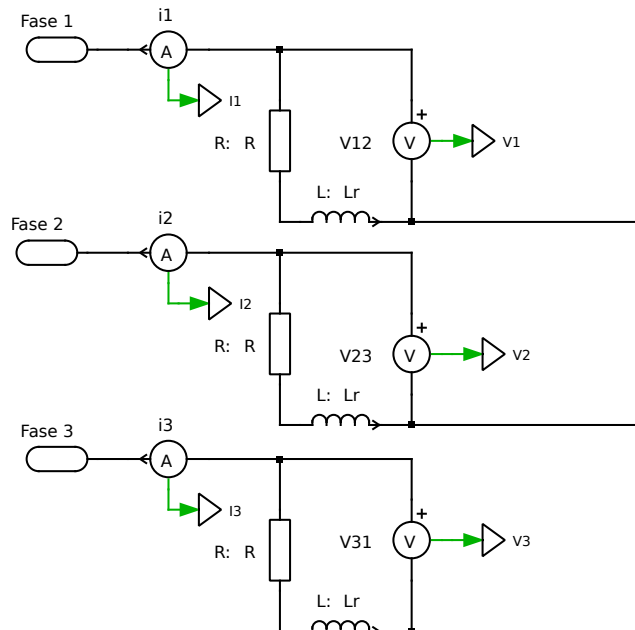 Fase 1
i1
A
I1
R: R
V12
+
V
V1
L: Lr
Fase 2
i2
A
I2
R: R
V23
+
V
V2
L: Lr
Fase 3
i3
A
I3
R: R
V31
+
V
V3
L: Lr